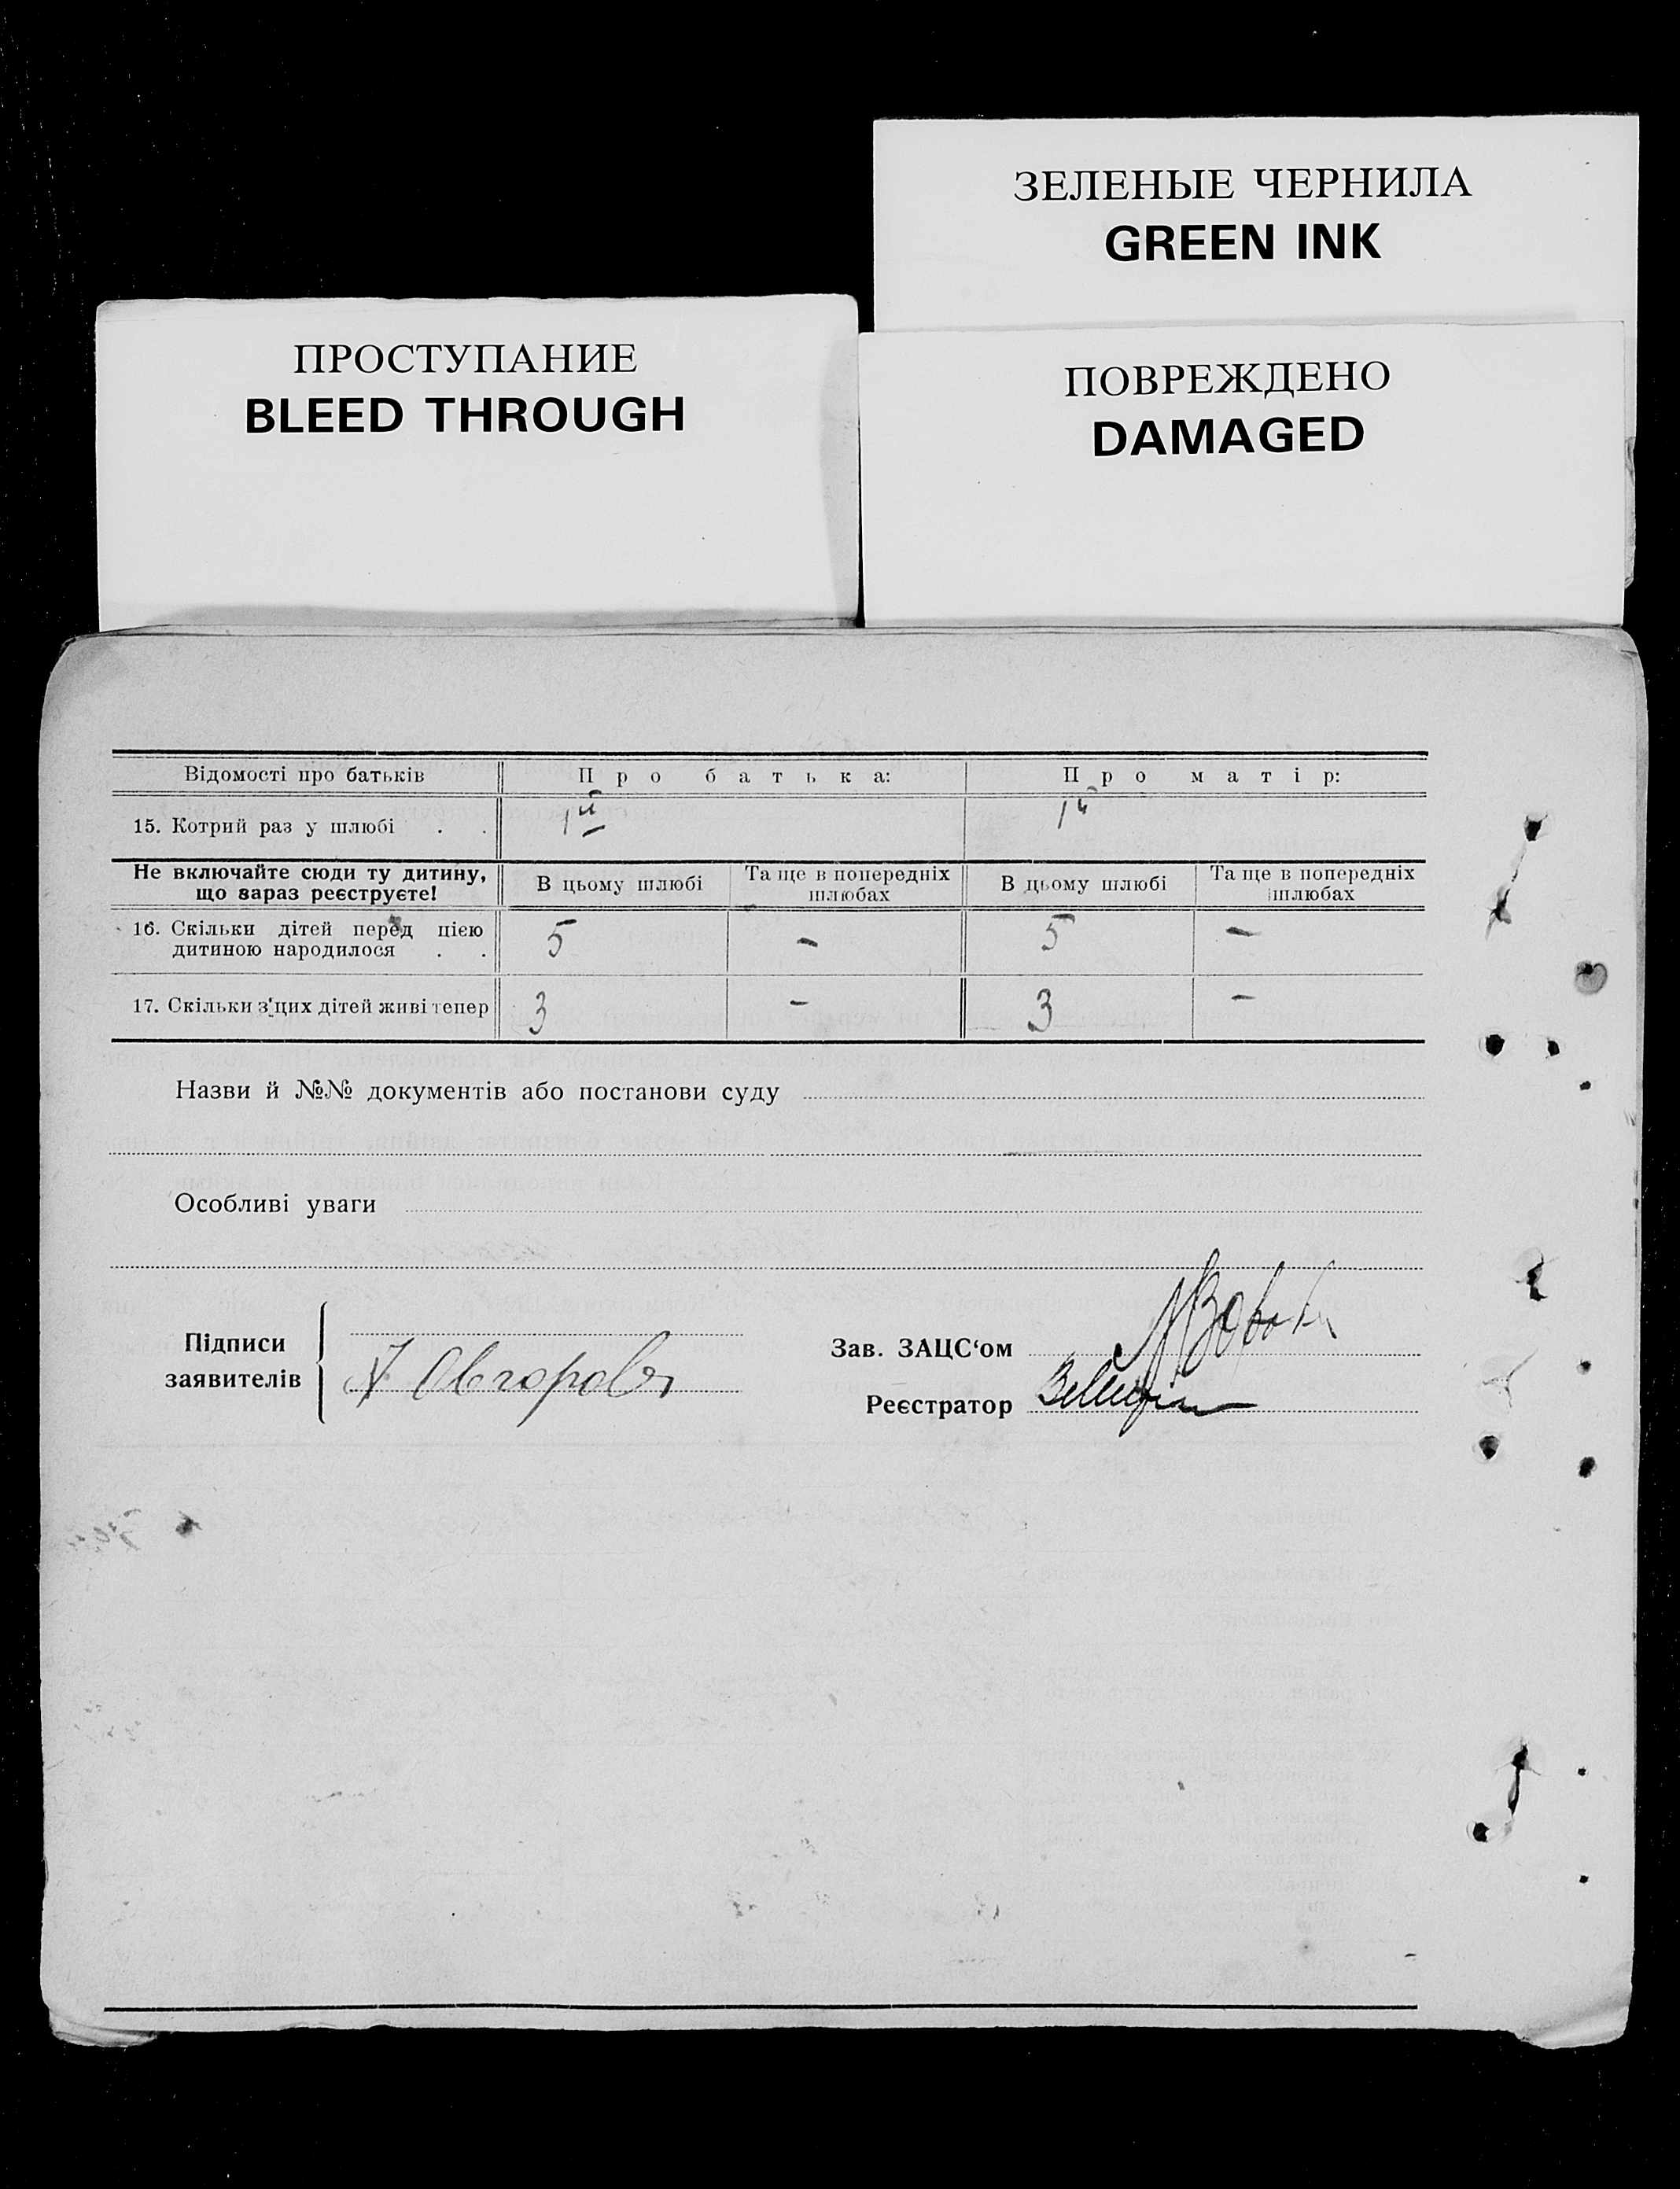 ЗЕЛЕНЫЕ ЧЕРНИЛА
GREEN INK
ПРОСТУПАНИЕ
BLEED THROUGH
ПОВРЕЖДЕНО
DAMAGED
Відомості про батьків Про батька: Про матір:
15. Котрий раз у шлюбі . . 1й 1й
Не включайте сюди ту дитину, що зараз реєструєте! В цьому шлюбі Та ще в попередніх шлюбах В цьому шлюбі Та ще в попередніх шлюбах
16. Скільки дітей перед цією дитиною народилося . . 5 – 5 –
17. Скільки з цих дітей живі тепер 3 – 3 –
Назви й №№ документів або постанови суду
Особливі уваги
Підписи заявителів
Зав. ЗАЦС‘ом
Реєстратор